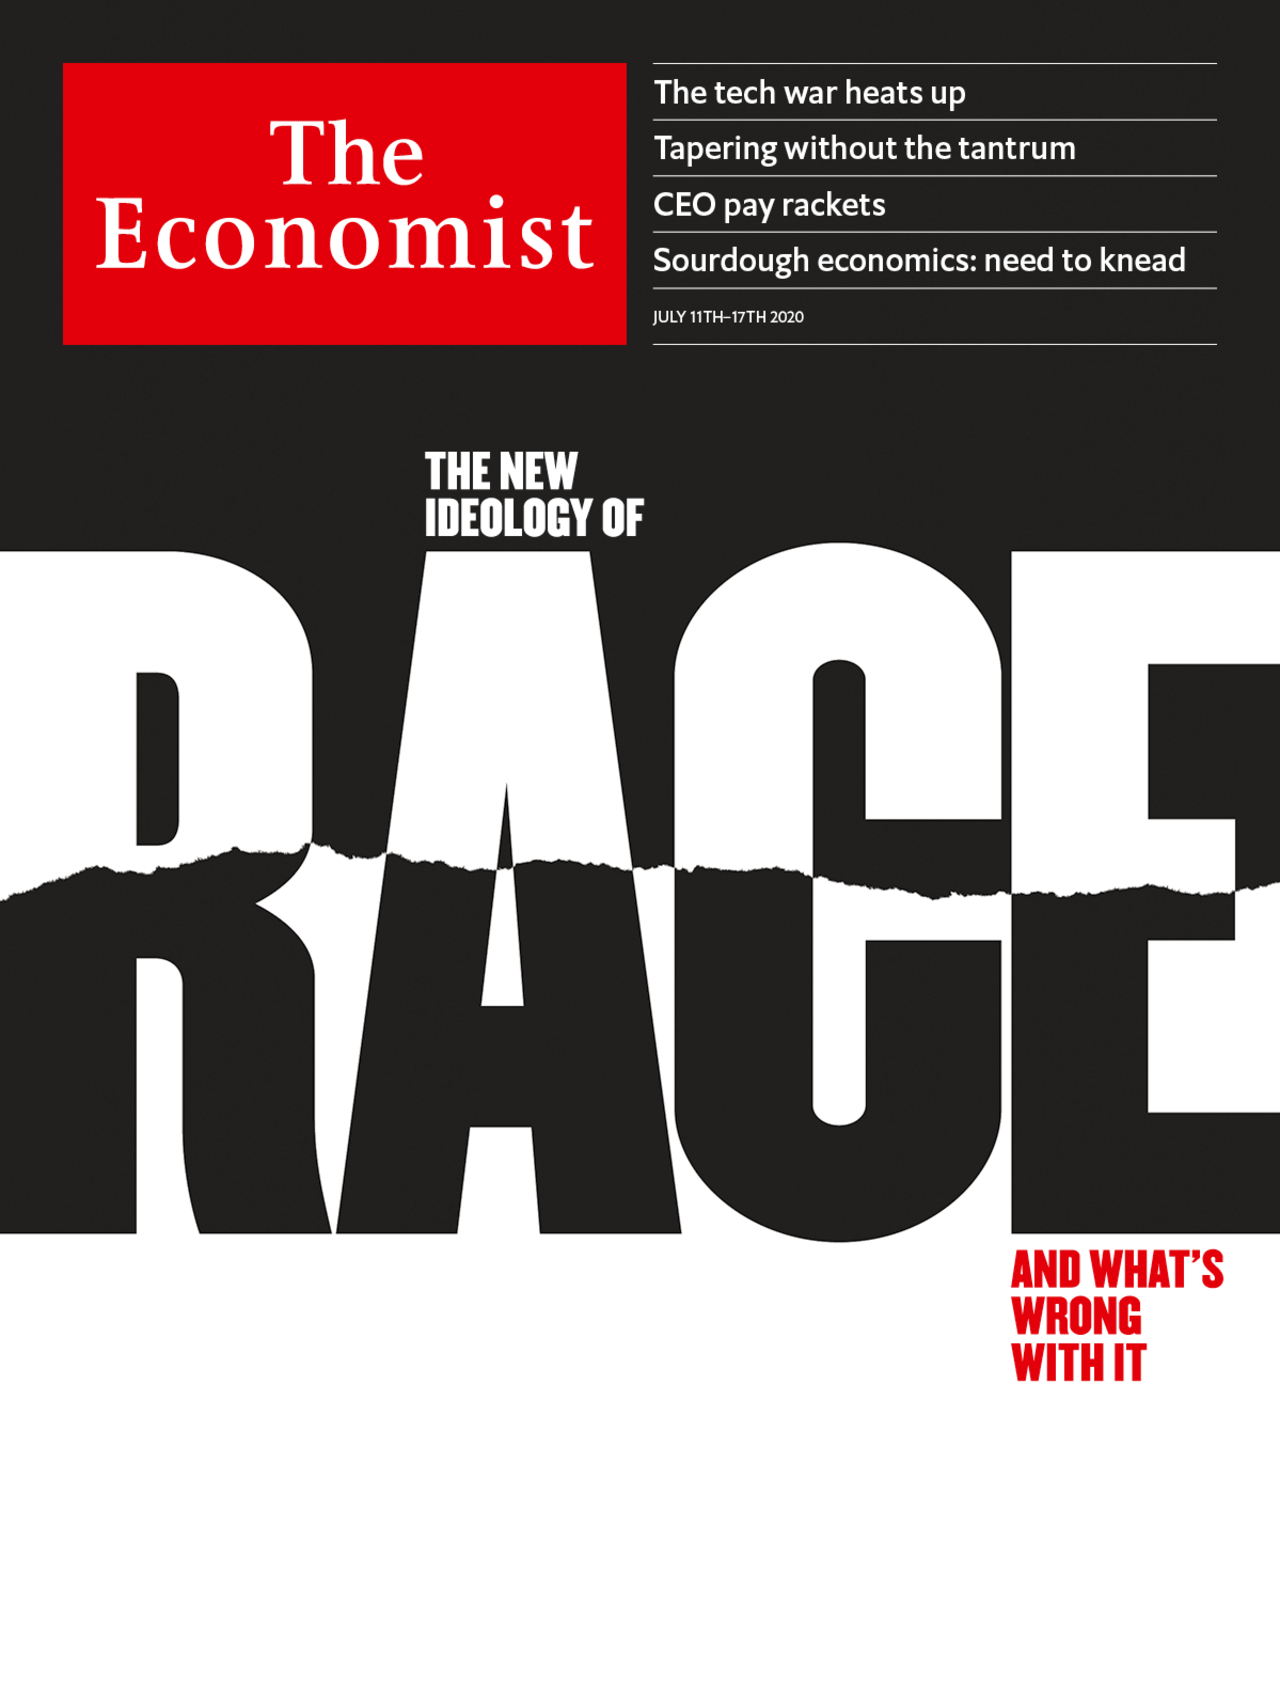 The
Economist
The tech war heats up
Tapering without the tantrum
CEO pay rackets
Sourdough economics: need to knead
JULY 11TH–17TH 2020
THE NEW
IDEOLOGY OF
RACE
AND WHAT’S
WRONG
WITH IT